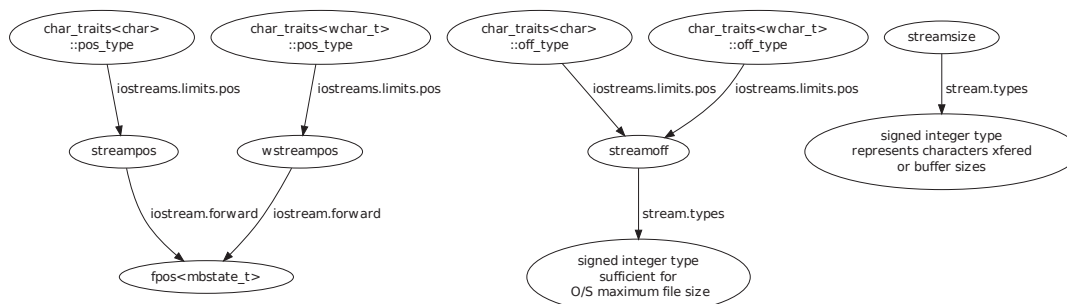 char_traits<char>
::pos_type
char_traits<wchar_t>
::pos_type
char_traits<char>
::off_type
char_traits<wchar_t>
::off_type
streamsize
iostreams.limits.pos
iostreams.limits.pos
iostreams.limits.pos
iostreams.limits.pos
stream.types
streampos
wstreampos
streamoff
signed integer type
represents characters xfered
or buffer sizes
iostream.forward
iostream.forward
stream.types
fpos<mbstate_t>
signed integer type
sufficient for
O/S maximum file size